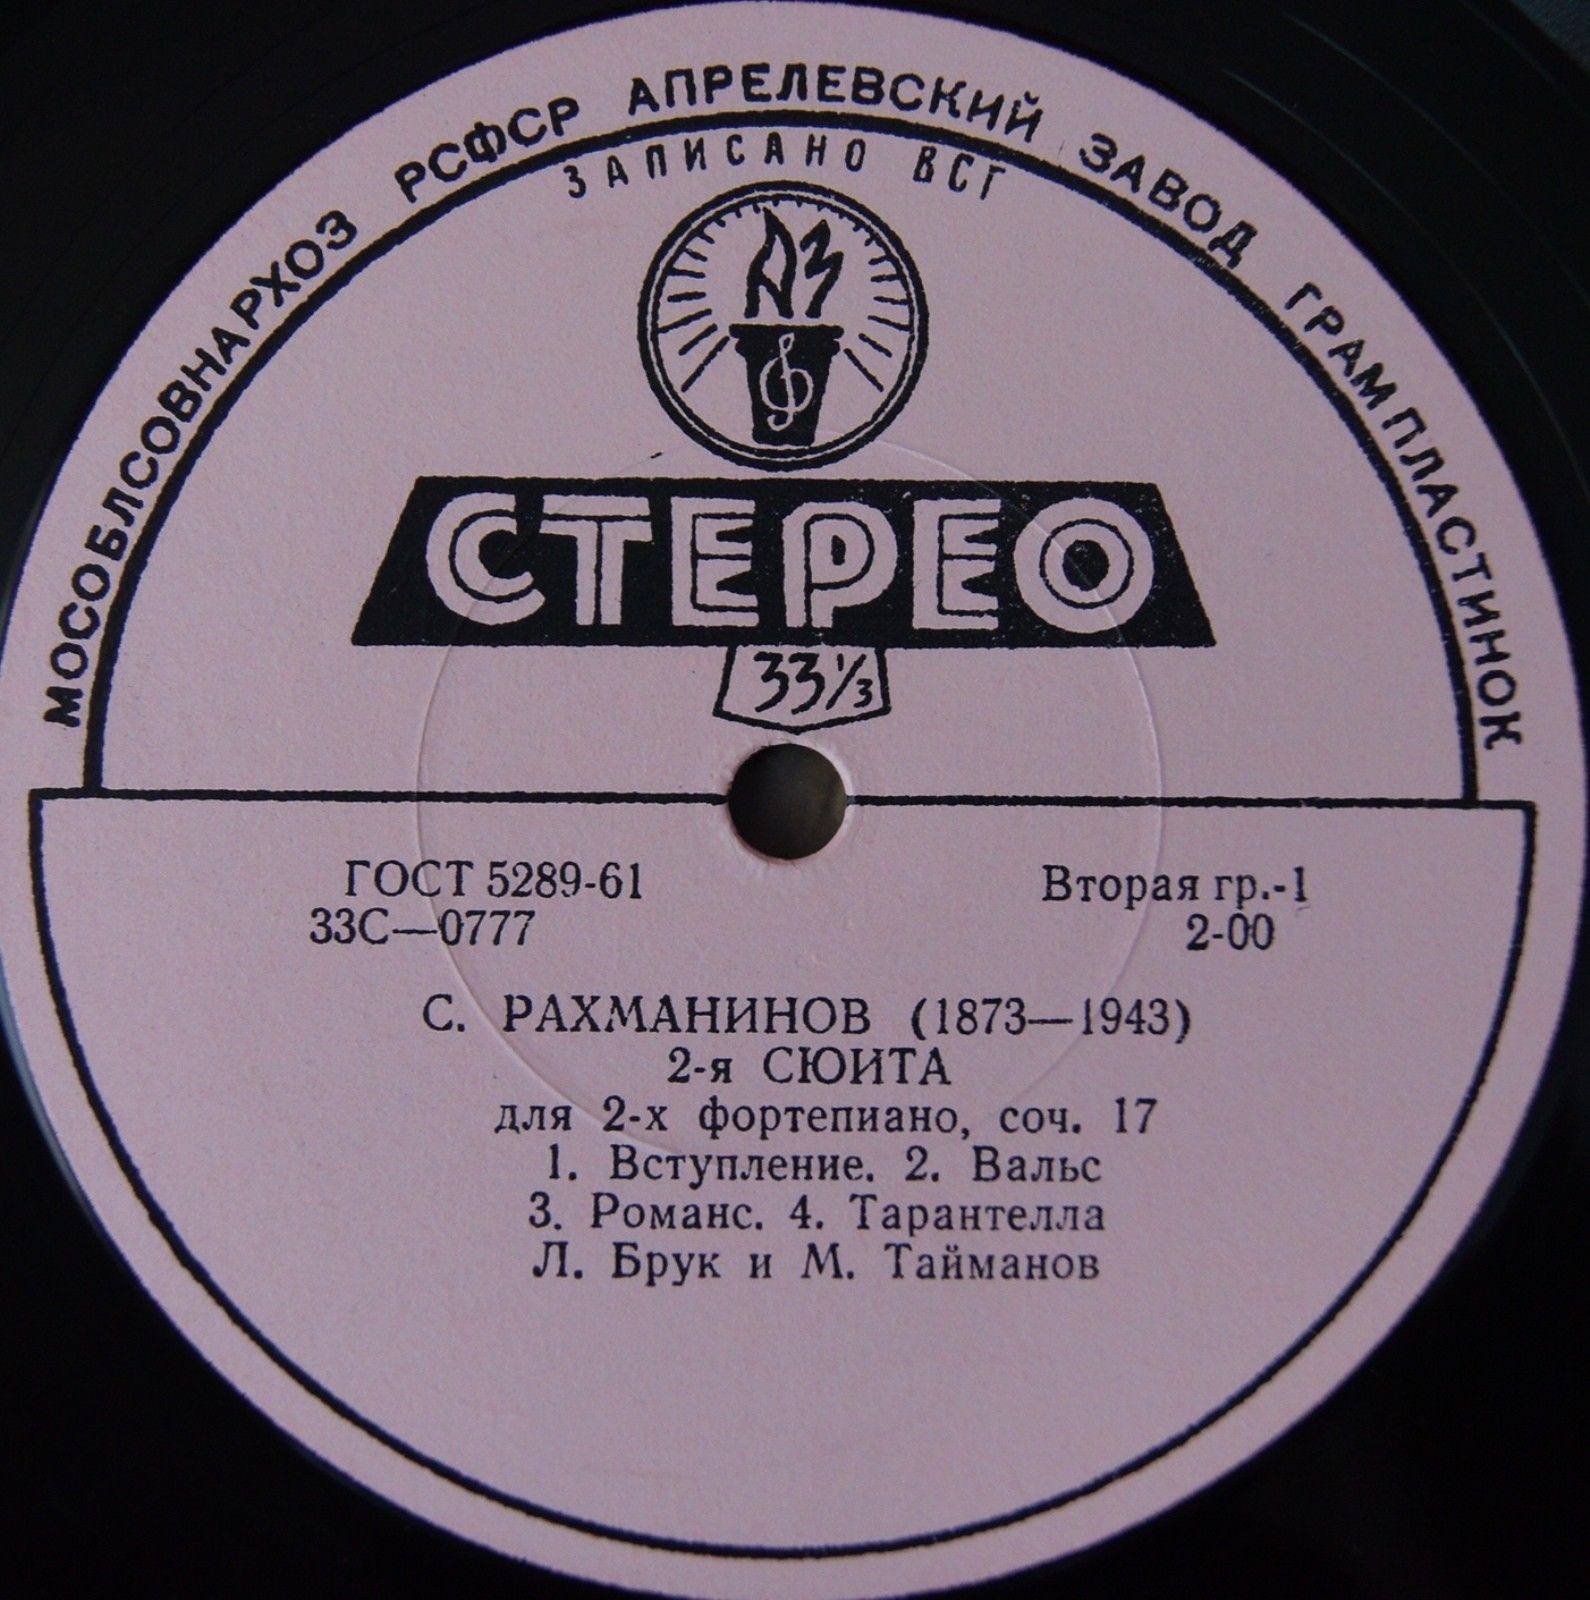 МОСОБЛСОВНАРХОЗ РСФСР АПРЕЛЕВСКИЙ ЗАВОД ГРАМПЛАСТИНОК
ЗАПИСАНО ВСГ
АЗ
СТЕРЕО
33⅓
ГОСТ 5289-61
Вторая гр.-1
33С—0777
2-00
С. РАХМАНИНОВ (1873—1943)
2-я СЮИТА
для 2-х фортепиано, соч. 17
1. Вступление. 2. Вальс
3. Романс. 4. Тарантелла
Л. Брук и М. Тайманов